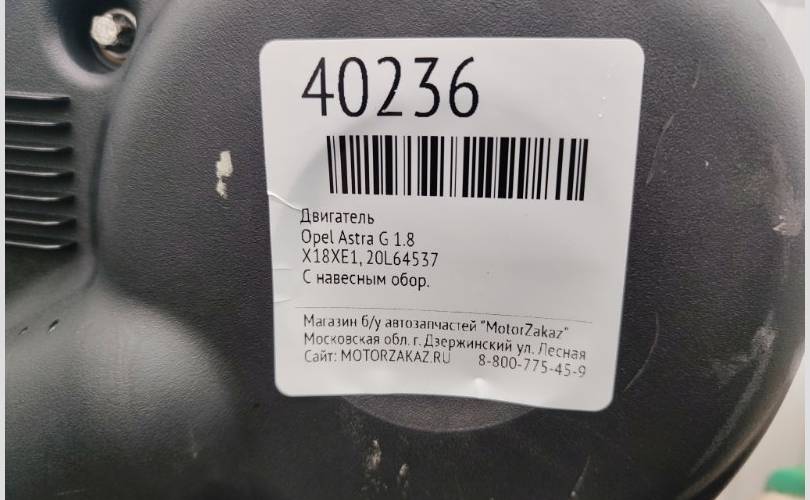 40236
Двигатель
Opel Astra G 1.8
X18XE1, 20L64537
С навесным обор.
Магазин б/у автозапчастей "MotorZakaz"
Московская обл. г. Дзержинский ул. Лесная
Сайт: MOTORZAKAZ.RU 8-800-775-45-9